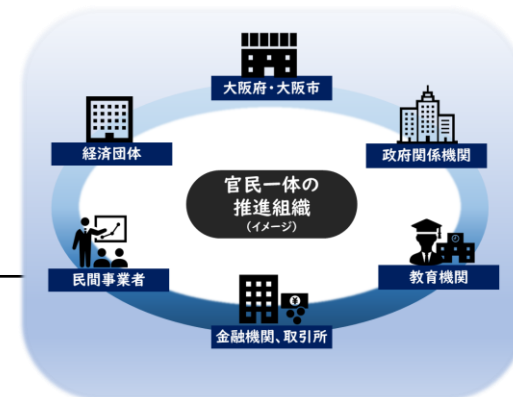 大阪府・大阪市
経済団体
政府関係機関
官民一体の
推進組織
(イメージ)
民間事業者
教育機関
¥
金融機関、取引所